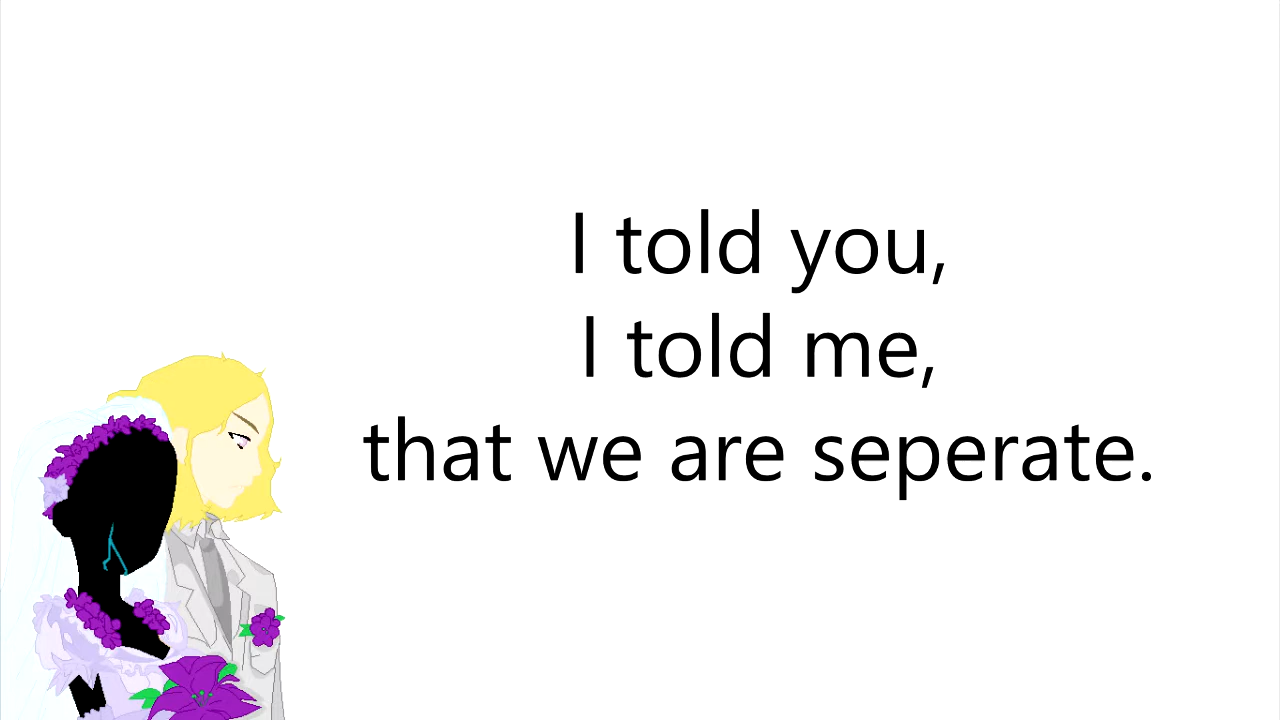 I told you,
I told me,
that we are seperate.